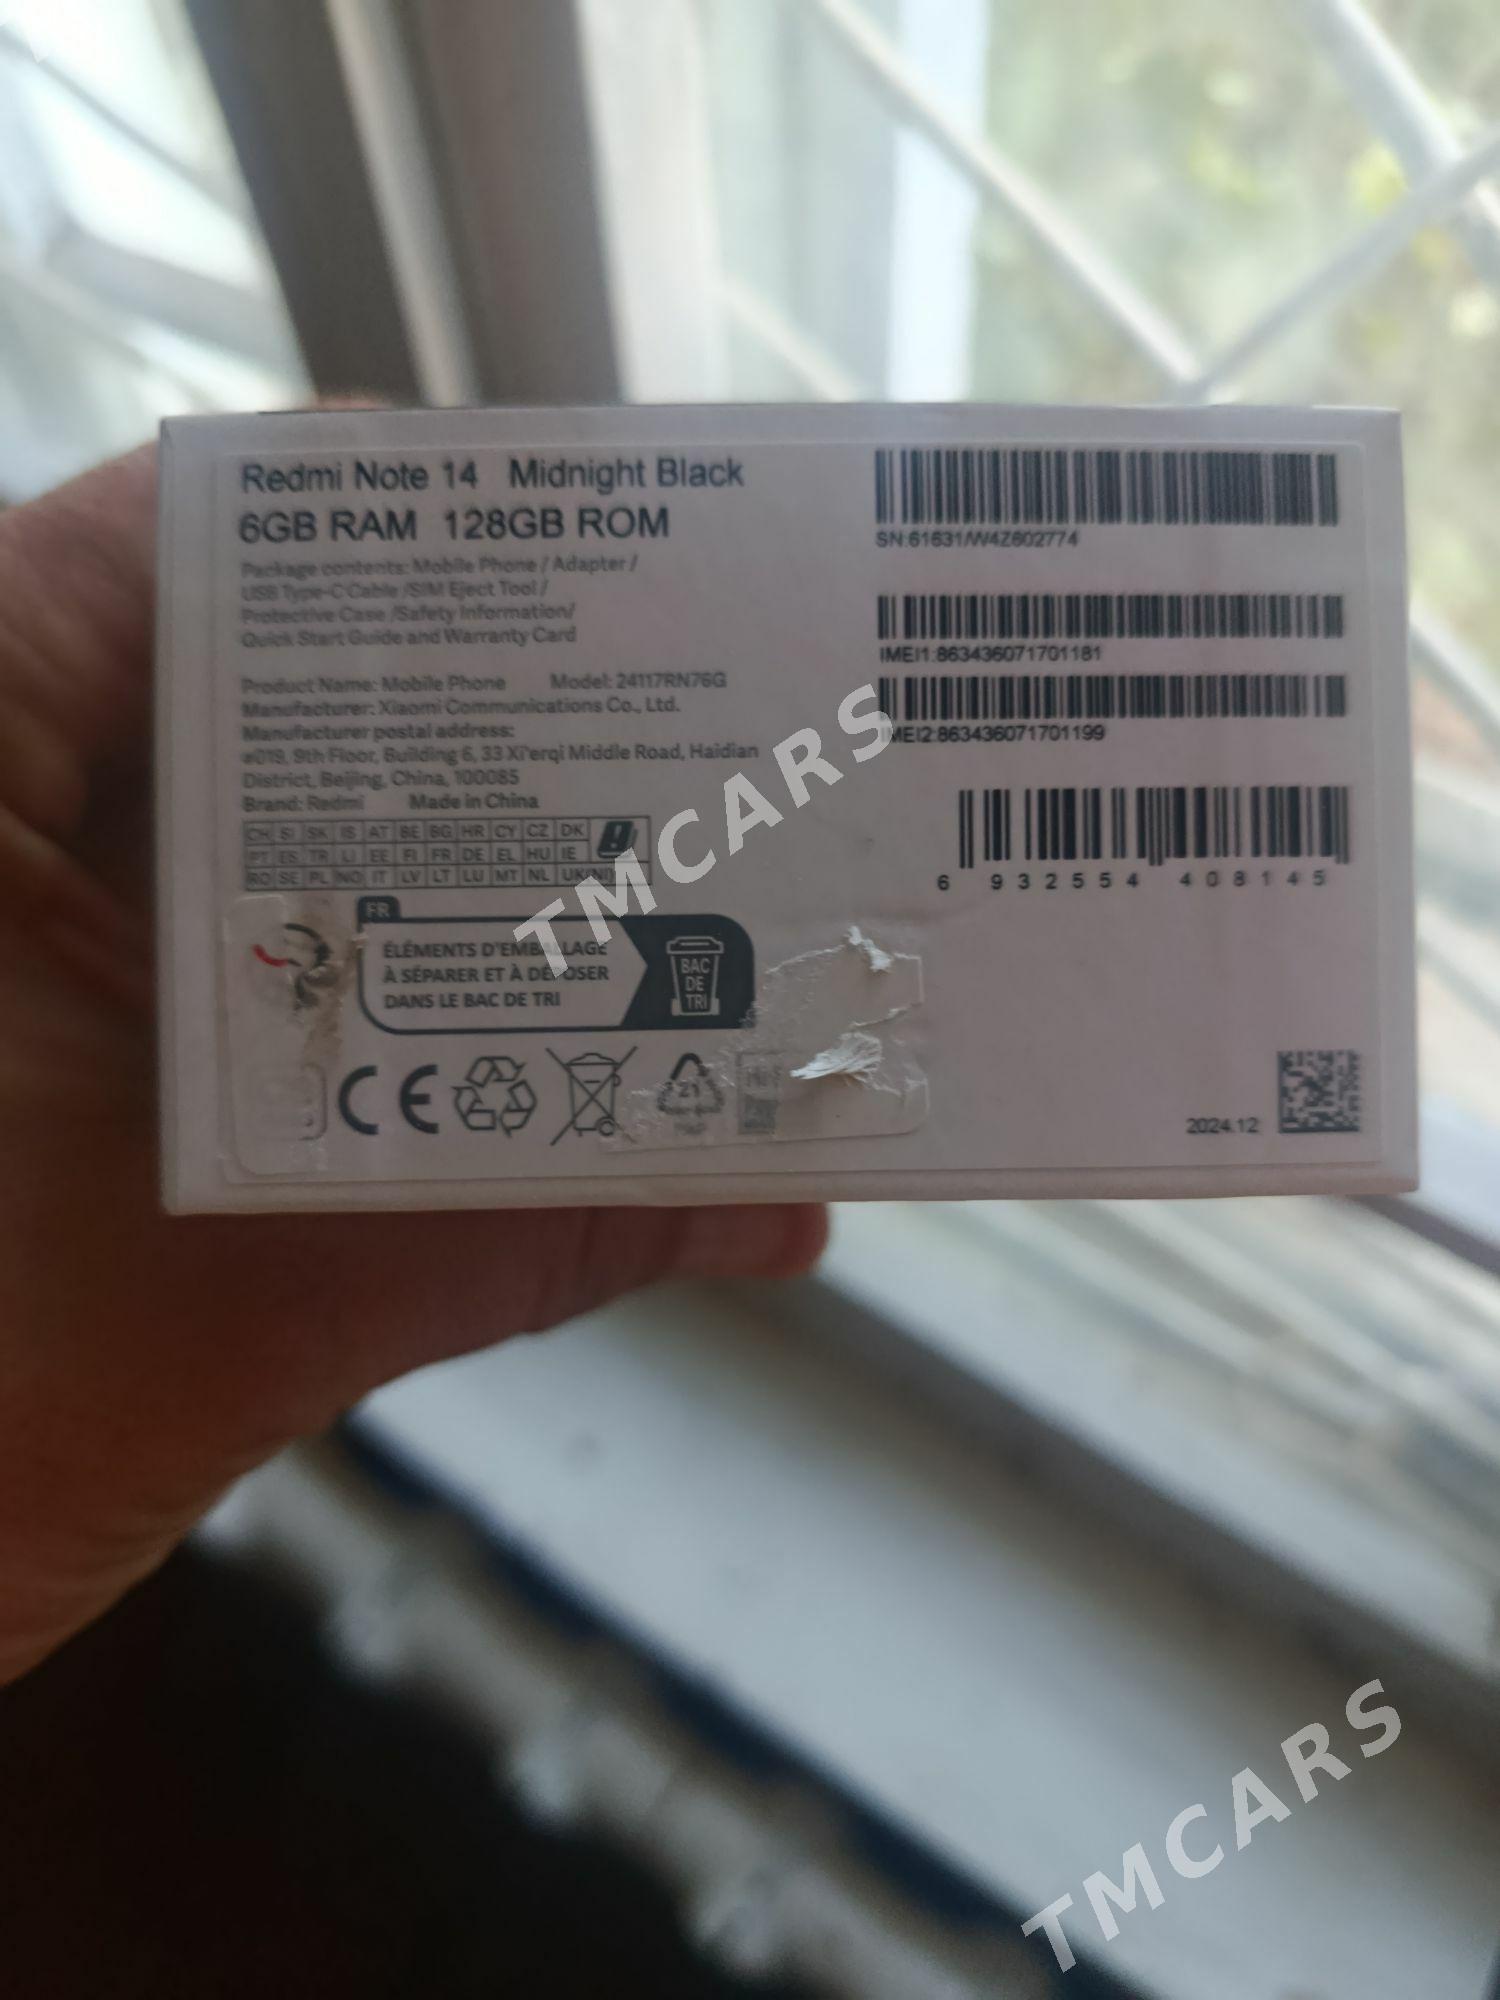 Redmi Note 14 Midnight Black
6GB RAM 128GB ROM
Package contents: Mobile Phone / Adapter /
USB Type-C Cable /SIM Eject Tool /
Protective Case /Safety Information/
Quick Start Guide and Warranty Card
Product Name: Mobile Phone Model: 24117RN76G
Manufacturer: Xiaomi Communications Co., Ltd.
Manufacturer postal address:
#019, 9th Floor, Building 6, 33 Xi'erqi Middle Road, Haidian
District, Beijing, China, 100085
Brand: Redmi Made in China
CH SI SK IS AT BE BG HR CY CZ DK
PT ES TR LI EE FI FR DE EL HU IE
RO SE PL NO IT LV LT LU MT NL UK(NI)
FR
ÉLÉMENTS D'EMBALLAGE
À SÉPARER ET À DÉPOSER
DANS LE BAC DE TRI
BAC
DE
TRI
CE
21
SN:61631/W4Z602774
IMEI1:863436071701181
IMEI2:863436071701199
6 932554 408145
2024.12
TMCARS
TMCARS